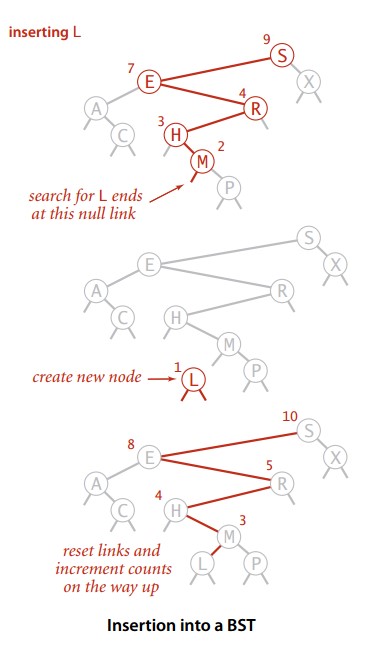 inserting L
9
S
7
E
X
4
A
R
3
H
C
2
M
P
search for L ends
at this null link
S
E
X
A
R
C
H
M
P
1
create new node
L
10
S
8
E
X
5
A
R
4
C
H
3
M
L
P
reset links and
increment counts
on the way up
Insertion into a BST